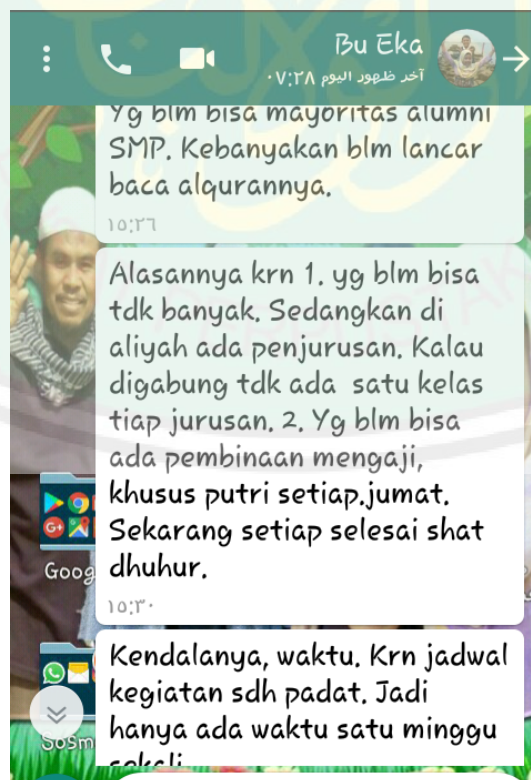 Bu Eka
آخر ظهور اليوم ٠٧:٢٨
Yg blm bisa mayoritas alumni
SMP. Kebanyakan blm lancar
baca alqurannya.
١٥:٢٦
Alasannya krn 1. yg blm bisa
tdk banyak. Sedangkan di
aliyah ada penjurusan. Kalau
digabung tdk ada satu kelas
tiap jurusan. 2. Yg blm bisa
ada pembinaan mengaji,
khusus putri setiap.jumat.
Sekarang setiap selesai shat
dhuhur.
١٥:٣٠
Goog
Kendalanya, waktu. Krn jadwal
kegiatan sdh padat. Jadi
hanya ada waktu satu minggu
sekali
SoSm